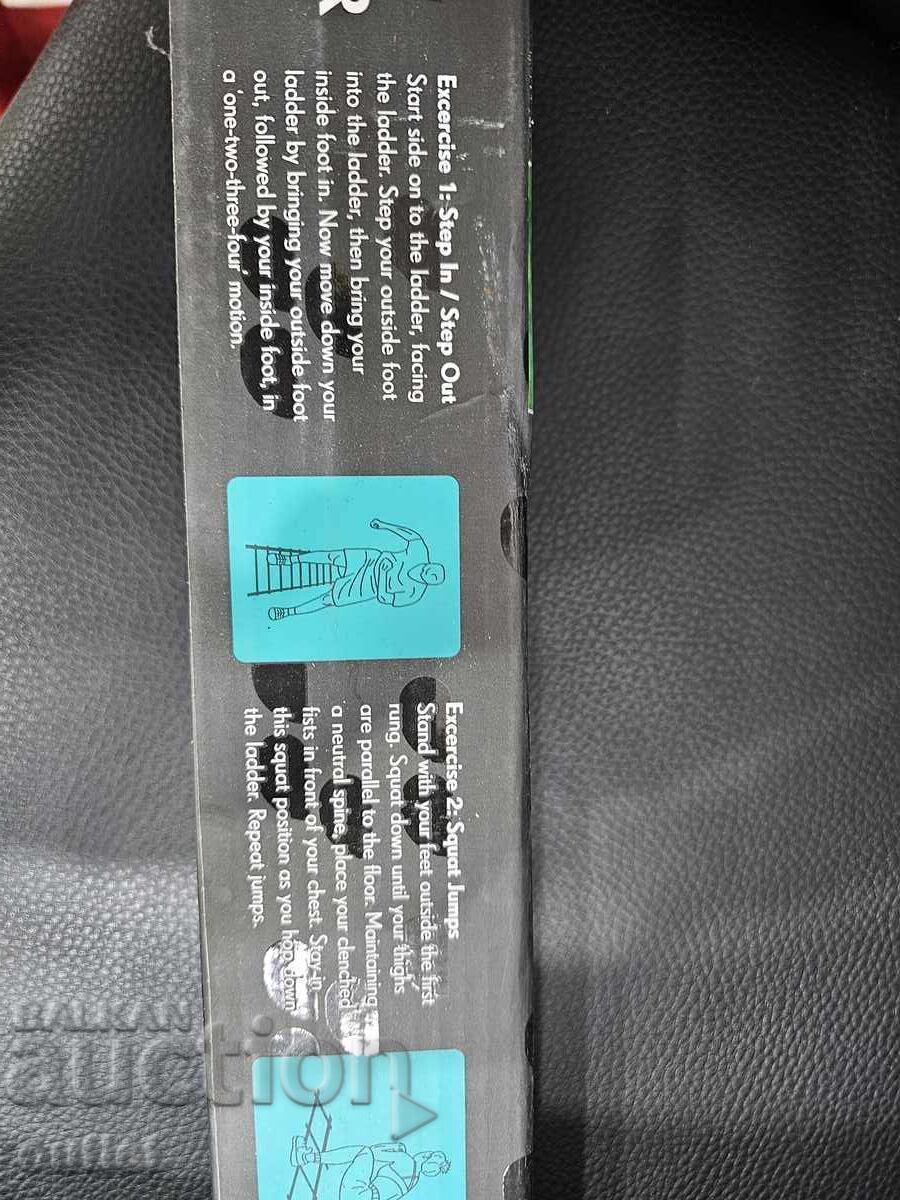 R
Excercise 1: Step In / Step Out
Start side on to the ladder, facing
the ladder. Step your outside foot
into the ladder, then bring your
inside foot in. Now move down your
ladder by bringing your outside foot
out, followed by your inside foot, in
a 'one-two-three-four' motion.
Excercise 2: Squat Jumps
Stand with your feet outside the first
rung. Squat down until your thighs
are parallel to the floor. Maintaining
a neutral spine, place your clenched
fists in front of your chest. Stay in
this squat position as you hop down
the ladder. Repeat jumps.
BALKAN
auction
outlet